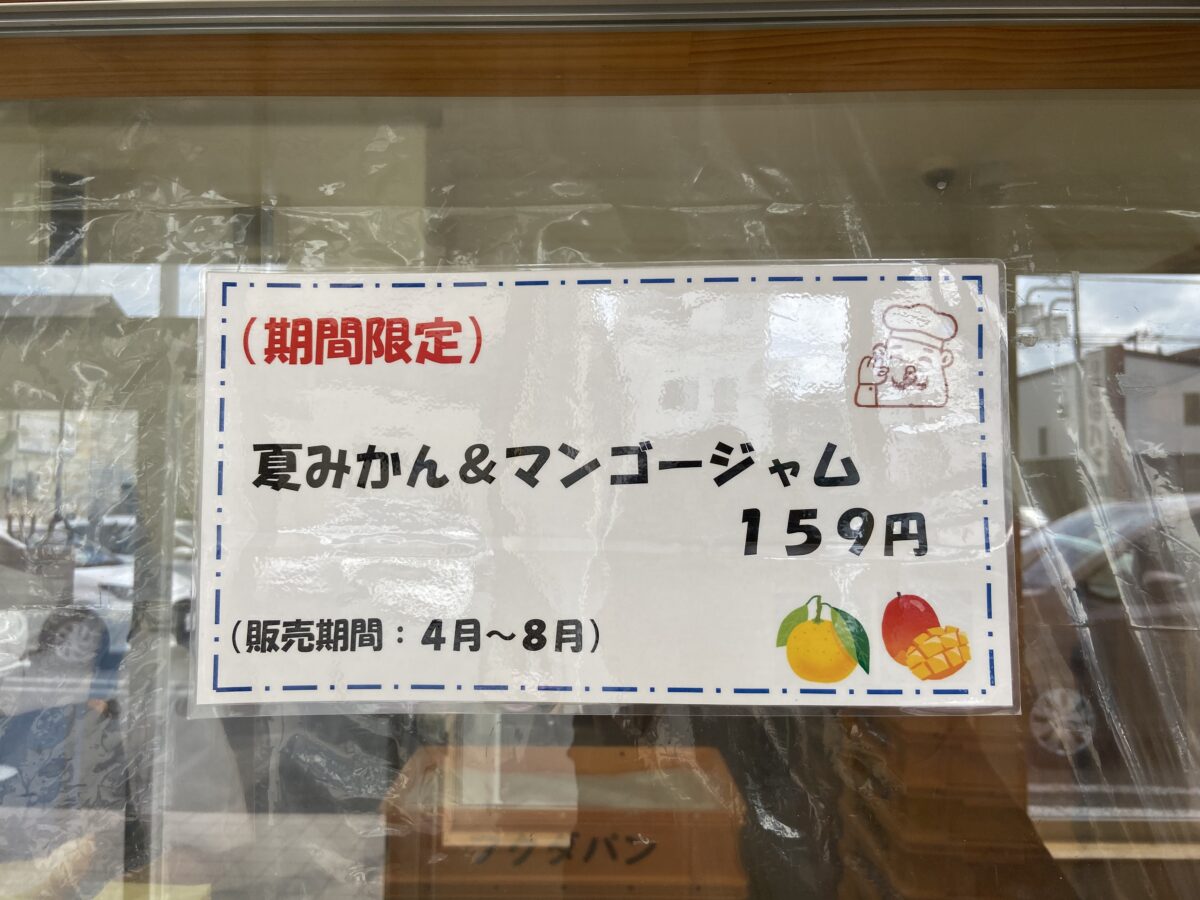 （期間限定）
夏みかん＆マンゴージャム
１５９円
（販売期間：４月～８月）